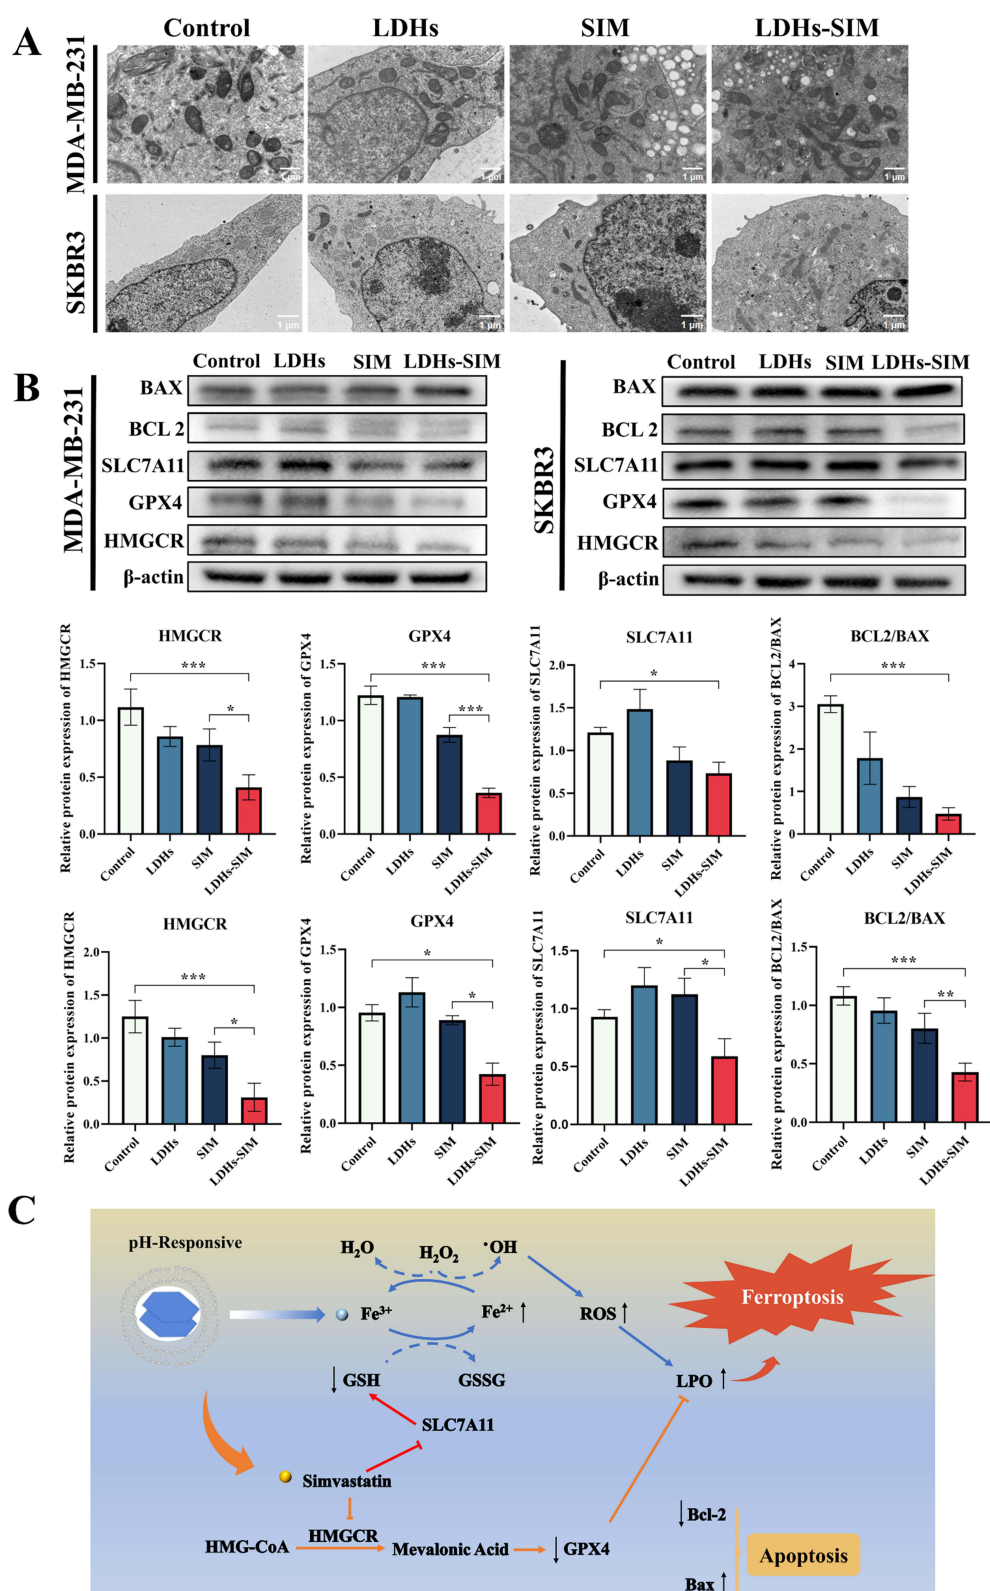 A
Control
LDHs
SIM
LDHs-SIM
MDA-MB-231
1 μm
1 μm
1 μm
1 μm
SKBR3
1 μm
1 μm
1 μm
1 μm
B
MDA-MB-231
Control LDHs SIM LDHs-SIM
BAX
BCL 2
SLC7A11
GPX4
HMGCR
β-actin
SKBR3
Control LDHs SIM LDHs-SIM
BAX
BCL 2
SLC7A11
GPX4
HMGCR
β-actin
HMGCR
Relative protein expression of HMGCR
1.5
1.0
0.5
0.0
***
*
Control
LDHs
SIM
LDHs-SIM
GPX4
Relative protein expression of GPX4
1.5
1.0
0.5
0.0
***
***
Control
LDHs
SIM
LDHs-SIM
SLC7A11
Relative protein expression of SLC7A11
2.0
1.5
1.0
0.5
0.0
*
Control
LDHs
SIM
LDHs-SIM
BCL2/BAX
Relative protein expression of BCL2/BAX
4
3
2
1
0
***
Control
LDHs
SIM
LDHs-SIM
HMGCR
Relative protein expression of HMGCR
2.0
1.5
1.0
0.5
0.0
***
*
Control
LDHs
SIM
LDHs-SIM
GPX4
Relative protein expression of GPX4
1.5
1.0
0.5
0.0
*
*
Control
LDHs
SIM
LDHs-SIM
SLC7A11
Relative protein expression of SLC7A11
1.5
1.0
0.5
0.0
*
*
Control
LDHs
SIM
LDHs-SIM
BCL2/BAX
Relative protein expression of BCL2/BAX
1.5
1.0
0.5
0.0
***
**
Control
LDHs
SIM
LDHs-SIM
C
pH-Responsive
H₂O
H₂O₂
·OH
Fe³⁺
Fe²⁺ ↑
ROS ↑
Ferroptosis
↓ GSH
GSSG
LPO ↑
SLC7A11
Simvastatin
HMGCR
HMG-CoA
Mevalonic Acid
↓ GPX4
↓ Bcl-2
Apoptosis
Bax ↑